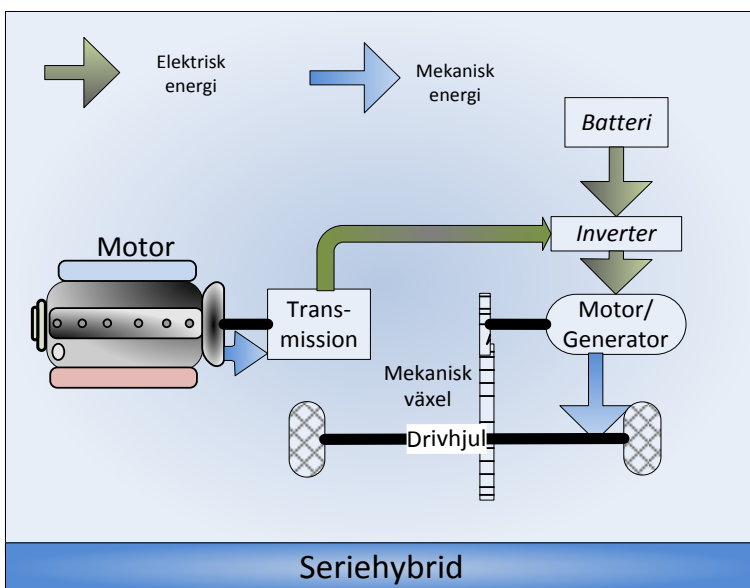 Elektrisk
energi
Mekanisk
energi
Batteri
Inverter
Motor
Trans-
mission
Motor/
Generator
Mekanisk
växel
Drivhjul
Seriehybrid